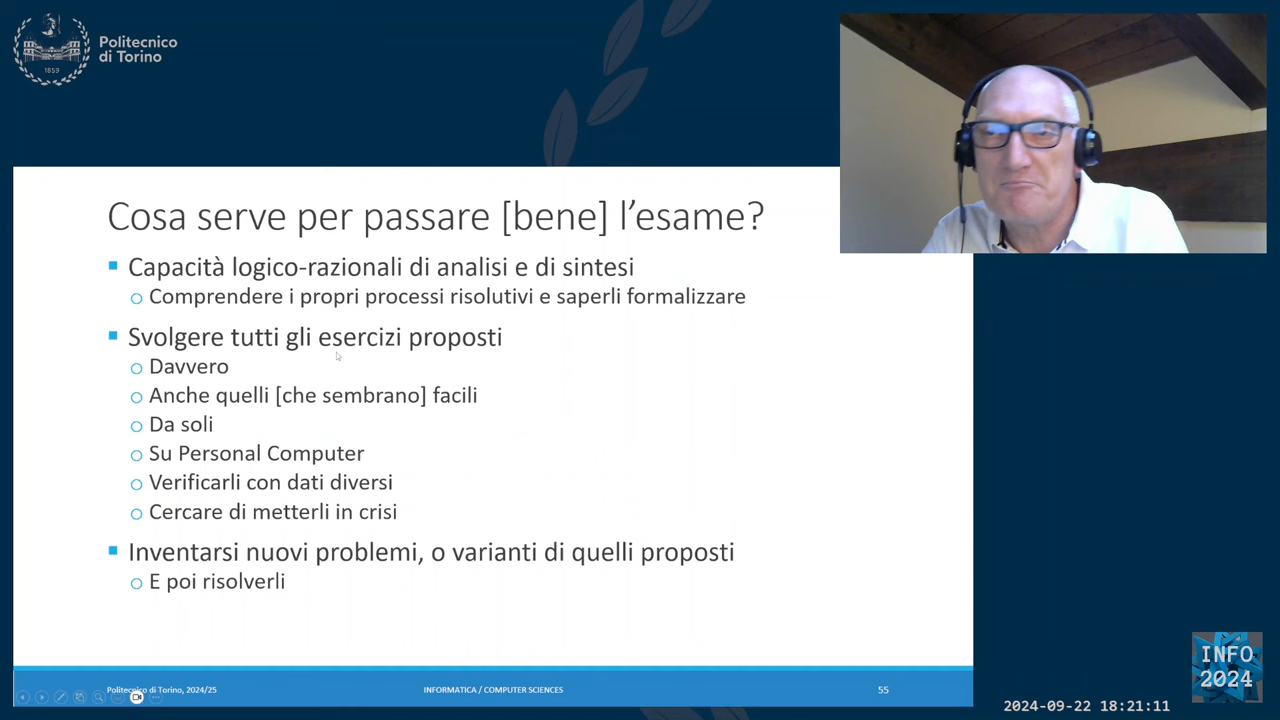 Politecnico
di Torino
1859
Cosa serve per passare [bene] l'esame?
Capacità logico-razionali di analisi e di sintesi
Comprendere i propri processi risolutivi e saperli formalizzare
Svolgere tutti gli esercizi proposti
Davvero
Anche quelli [che sembrano] facili
Da soli
Su Personal Computer
Verificarli con dati diversi
Cercare di metterli in crisi
Inventarsi nuovi problemi, o varianti di quelli proposti
E poi risolverli
Politecnico di Torino, 2024/25
INFORMATICA / COMPUTER SCIENCES
55
INFO
2024
2024-09-22 18:21:11